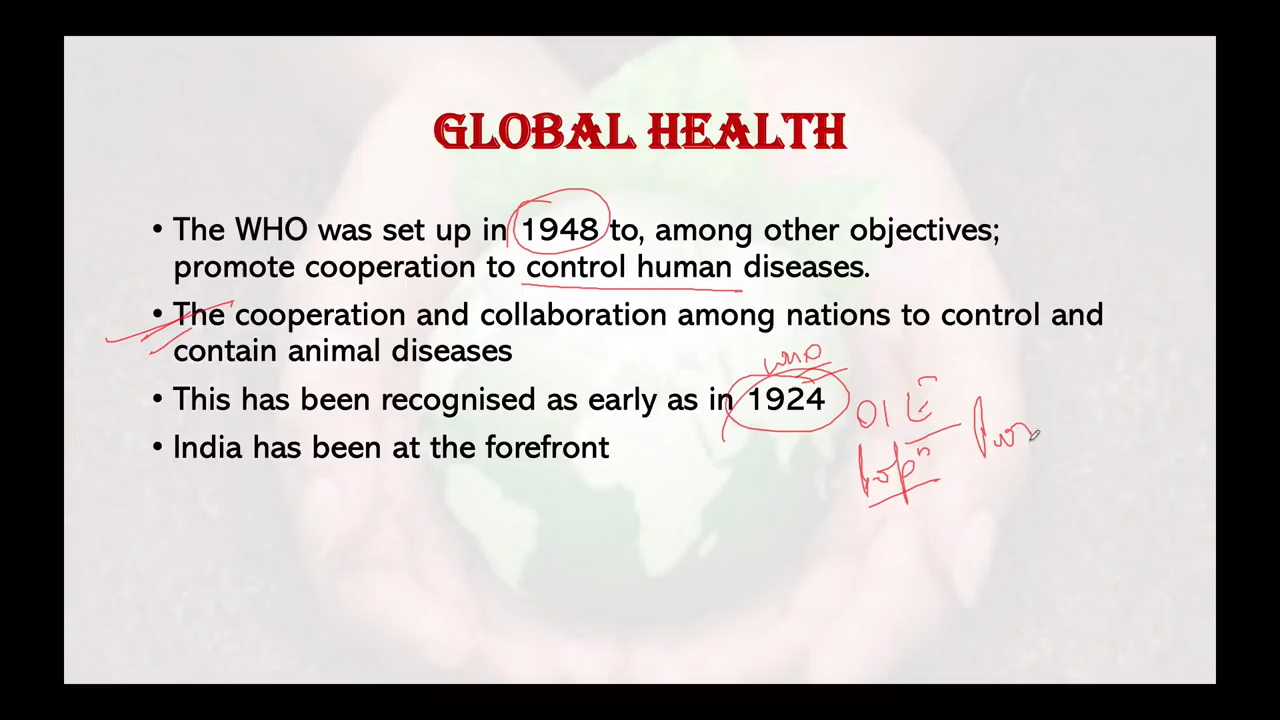 GLOBAL HEALTH
• The WHO was set up in 1948 to, among other objectives;
promote cooperation to control human diseases.
• The cooperation and collaboration among nations to control and
contain animal diseases
WHO
• This has been recognised as early as in 1924
OIE
• India has been at the forefront